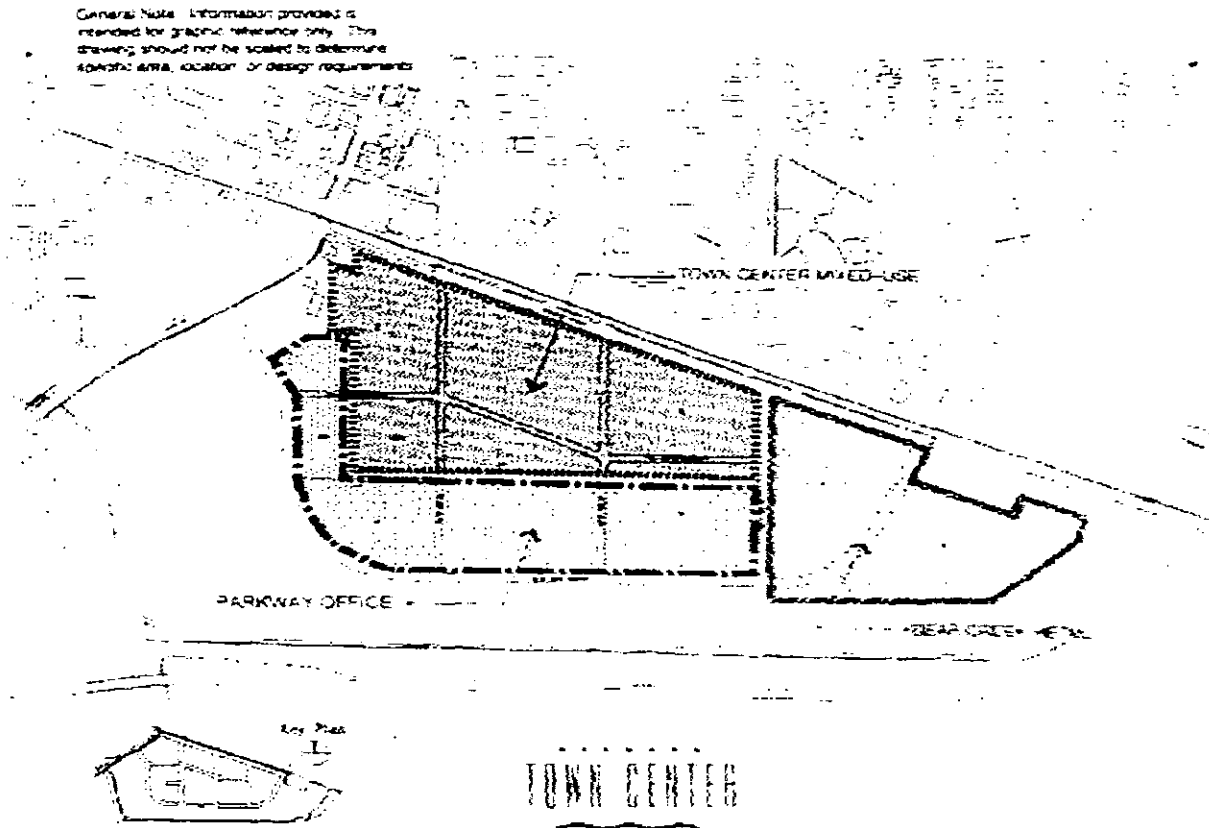 General Note: Information provided is
intended for graphic reference only. This
drawing should not be scaled to determine
specific area, location, or design requirements
TOWN CENTER MIXED-USE
PARKWAY OFFICE
BEAR CREEK RETAIL
Key Plan
TOWN CENTER